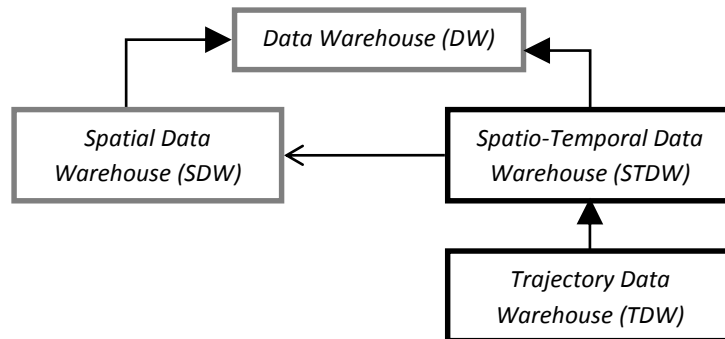 Data Warehouse (DW)
Spatial Data
Warehouse (SDW)
Spatio-Temporal Data
Warehouse (STDW)
Trajectory Data
Warehouse (TDW)